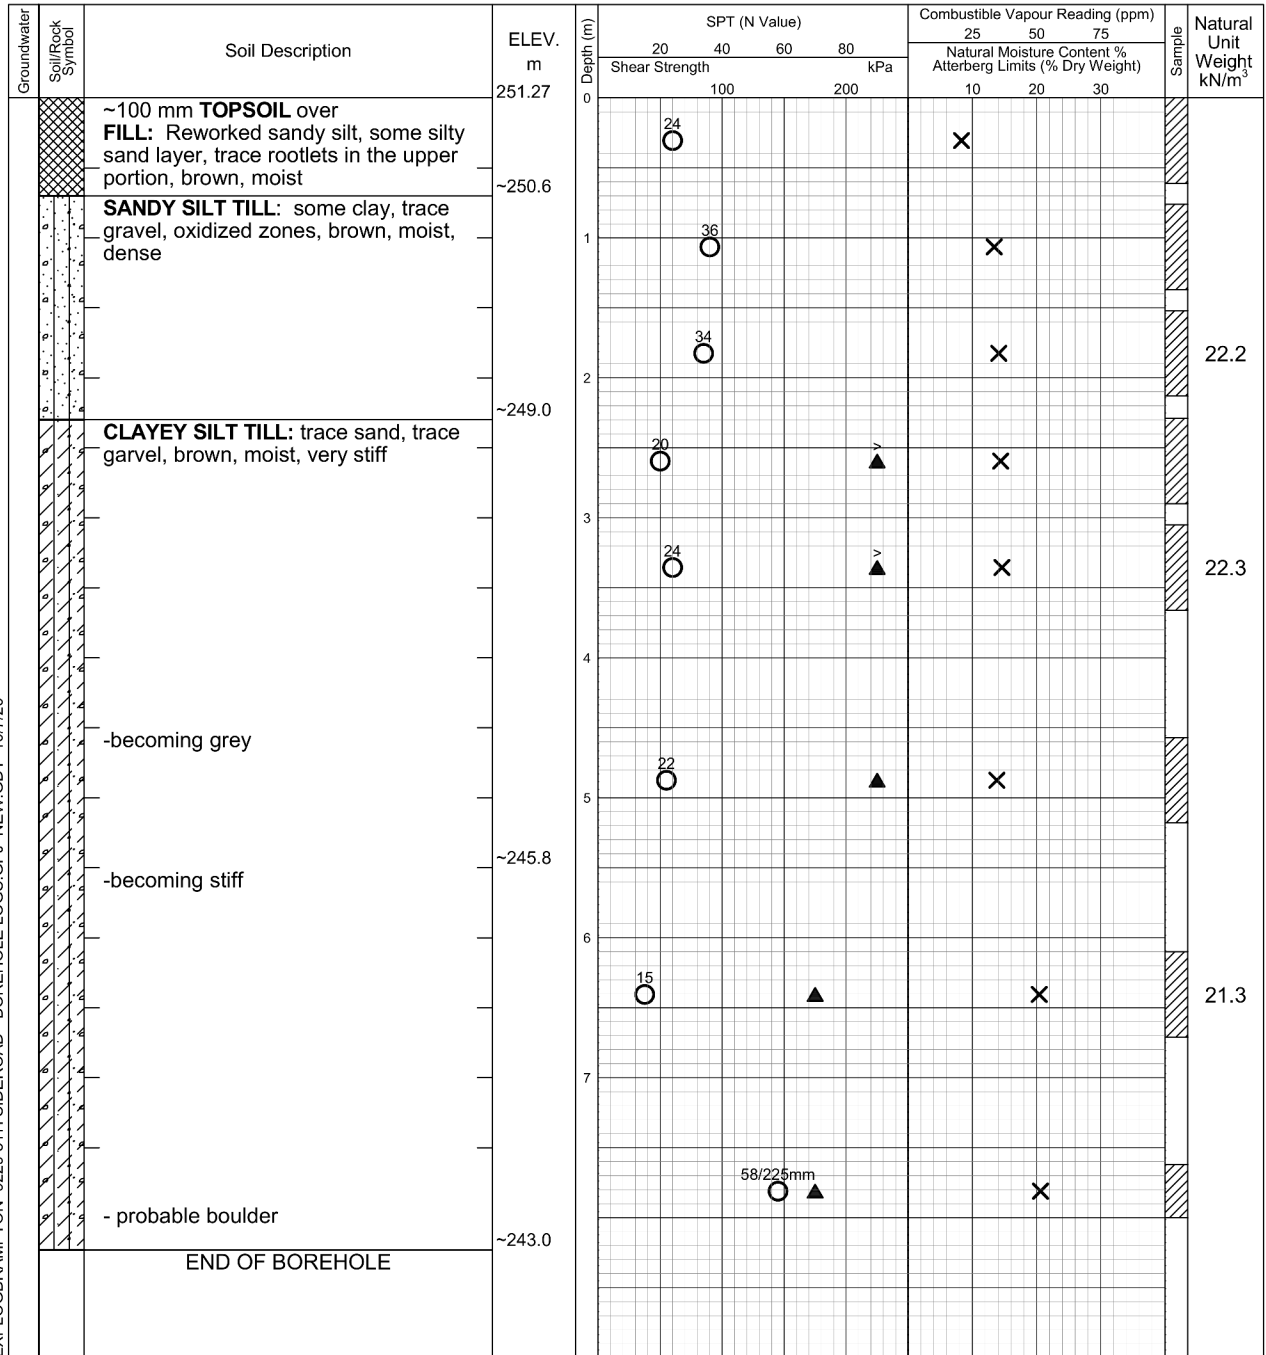 Groundwater
Soil/Rock
Symbol
Soil Description
ELEV.
m
251.27
Depth (m)
0
SPT (N Value)
20 40 60 80
Shear Strength kPa
100 200
Combustible Vapour Reading (ppm)
25 50 75
Natural Moisture Content %
Atterberg Limits (% Dry Weight)
10 20 30
Sample
Natural
Unit
Weight
kN/m³
~100 mm TOPSOIL over
FILL: Reworked sandy silt, some silty
sand layer, trace rootlets in the upper
portion, brown, moist
24
~250.6
SANDY SILT TILL: some clay, trace
gravel, oxidized zones, brown, moist,
dense
36
1
34
22.2
2
~249.0
CLAYEY SILT TILL: trace sand, trace
garvel, brown, moist, very stiff
20 >
3
24 >
22.3
4
-becoming grey
22
5
~245.8
-becoming stiff
6
15
21.3
7
58/225mm
- probable boulder
~243.0
END OF BOREHOLE